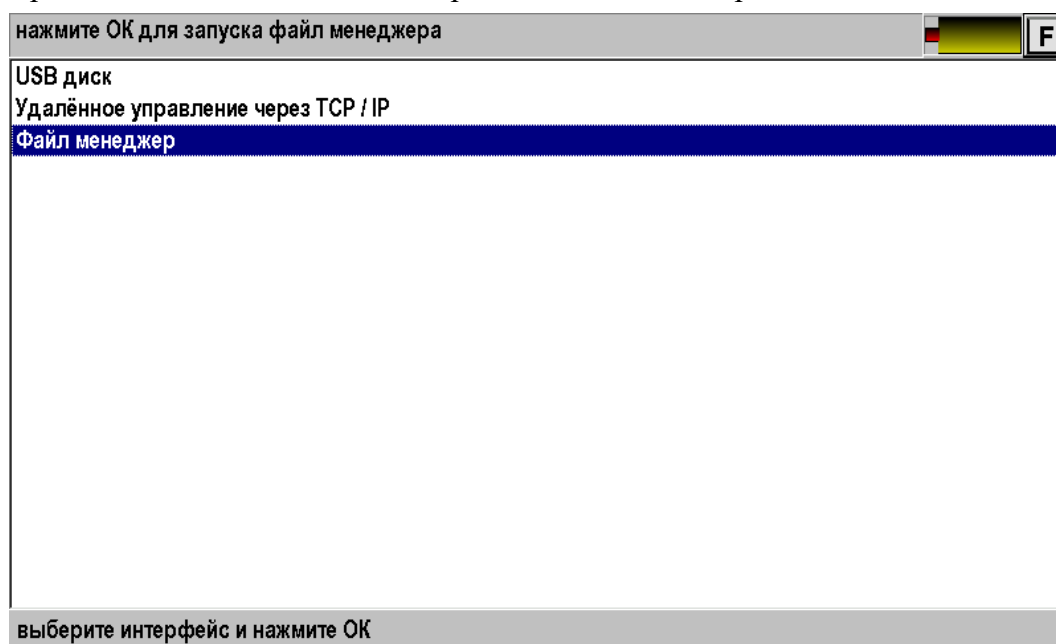 нажмите ОК для запуска файл менеджера
F
USB диск
Удалённое управление через TCP / IP
Файл менеджер
выберите интерфейс и нажмите ОК